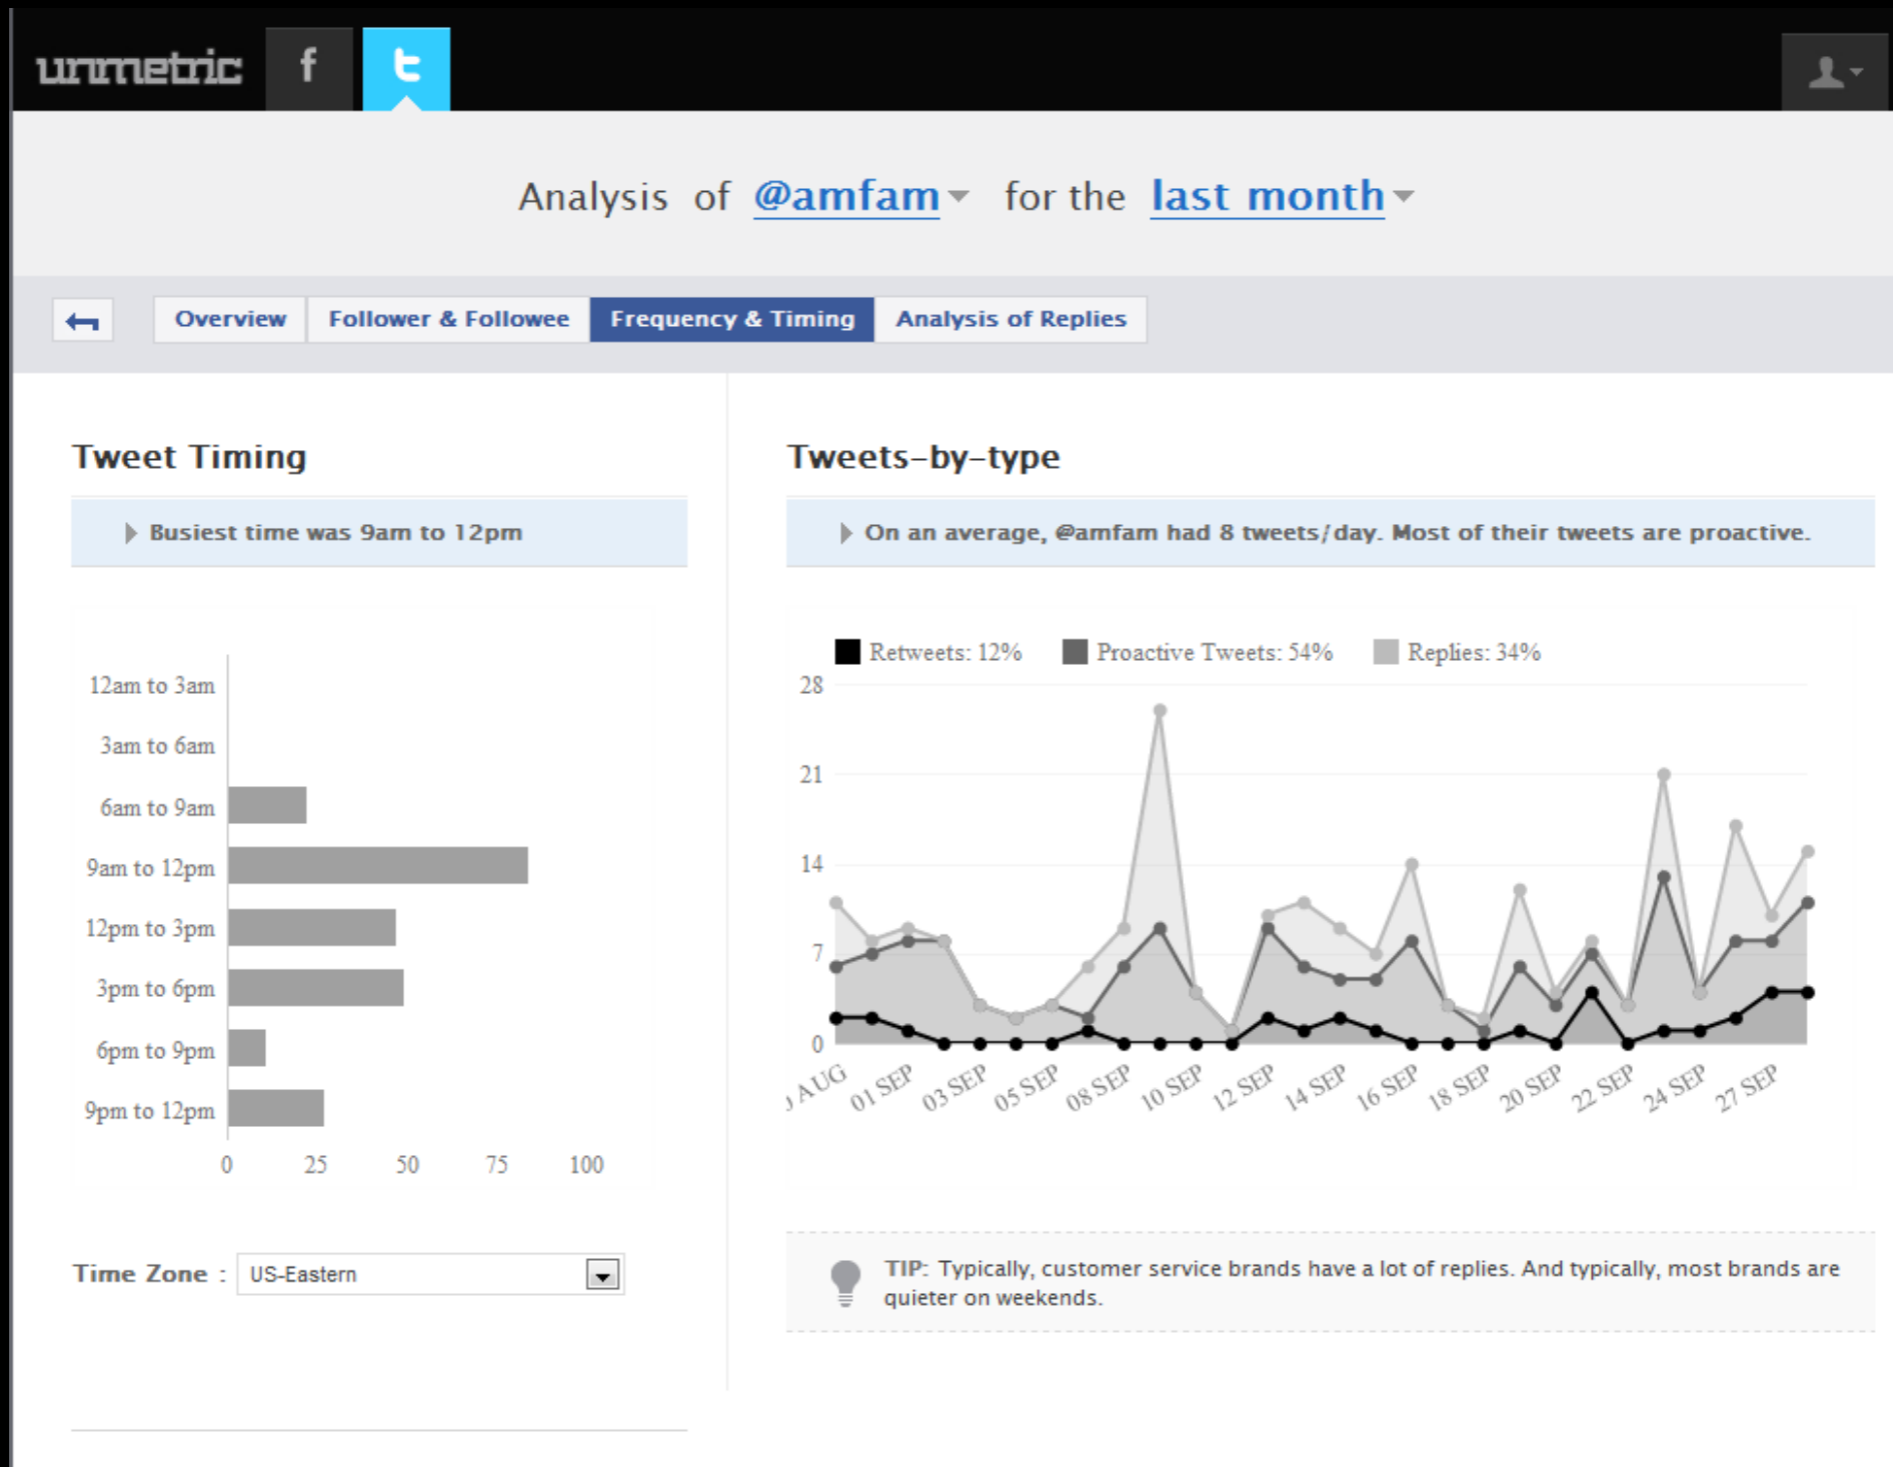 unmetric f t
Analysis of @amfam for the last month
Overview Follower & Followee Frequency & Timing Analysis of Replies
Tweet Timing
Busiest time was 9am to 12pm
12am to 3am
3am to 6am
6am to 9am
9am to 12pm
12pm to 3pm
3pm to 6pm
6pm to 9pm
9pm to 12pm
0 25 50 75 100
Time Zone : US-Eastern
Tweets-by-type
On an average, @amfam had 8 tweets/day. Most of their tweets are proactive.
Retweets: 12% Proactive Tweets: 54% Replies: 34%
28
21
14
7
0
AUG 01 SEP 03 SEP 05 SEP 08 SEP 10 SEP 12 SEP 14 SEP 16 SEP 18 SEP 20 SEP 22 SEP 24 SEP 27 SEP
TIP: Typically, customer service brands have a lot of replies. And typically, most brands are
quieter on weekends.